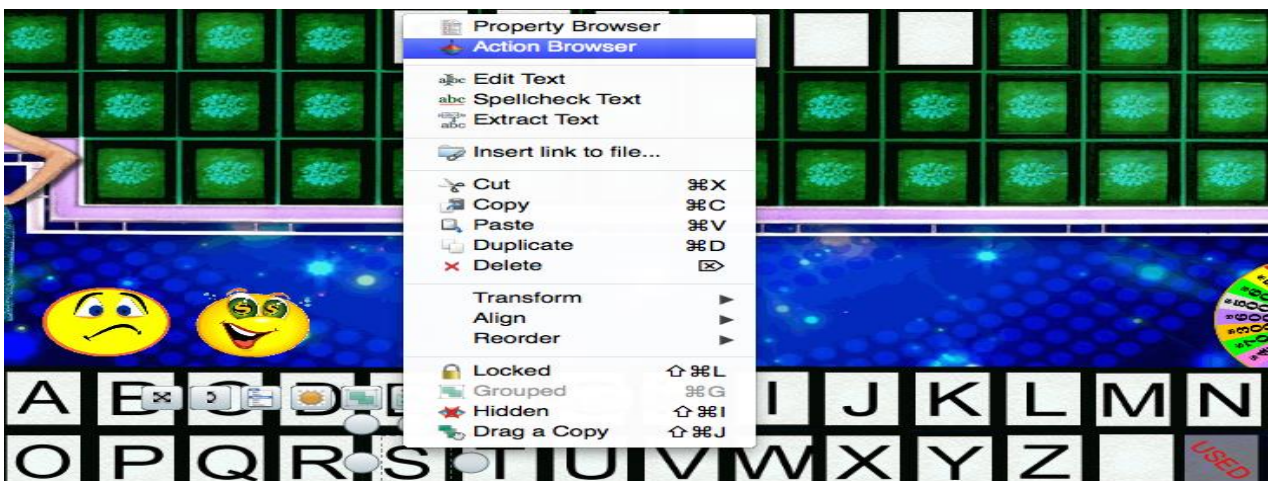 Property Browser
Action Browser
Edit Text
Spellcheck Text
Extract Text
Insert link to file...
Cut ⌘X
Copy ⌘C
Paste ⌘V
Duplicate ⌘D
Delete ⌦
Transform ▶
Align ▶
Reorder ▶
Locked ⇧⌘L
Grouped ⌘G
Hidden ⇧⌘I
Drag a Copy ⇧⌘J
A B C D E I J K L M N
O P Q R S T U V W X Y Z USED